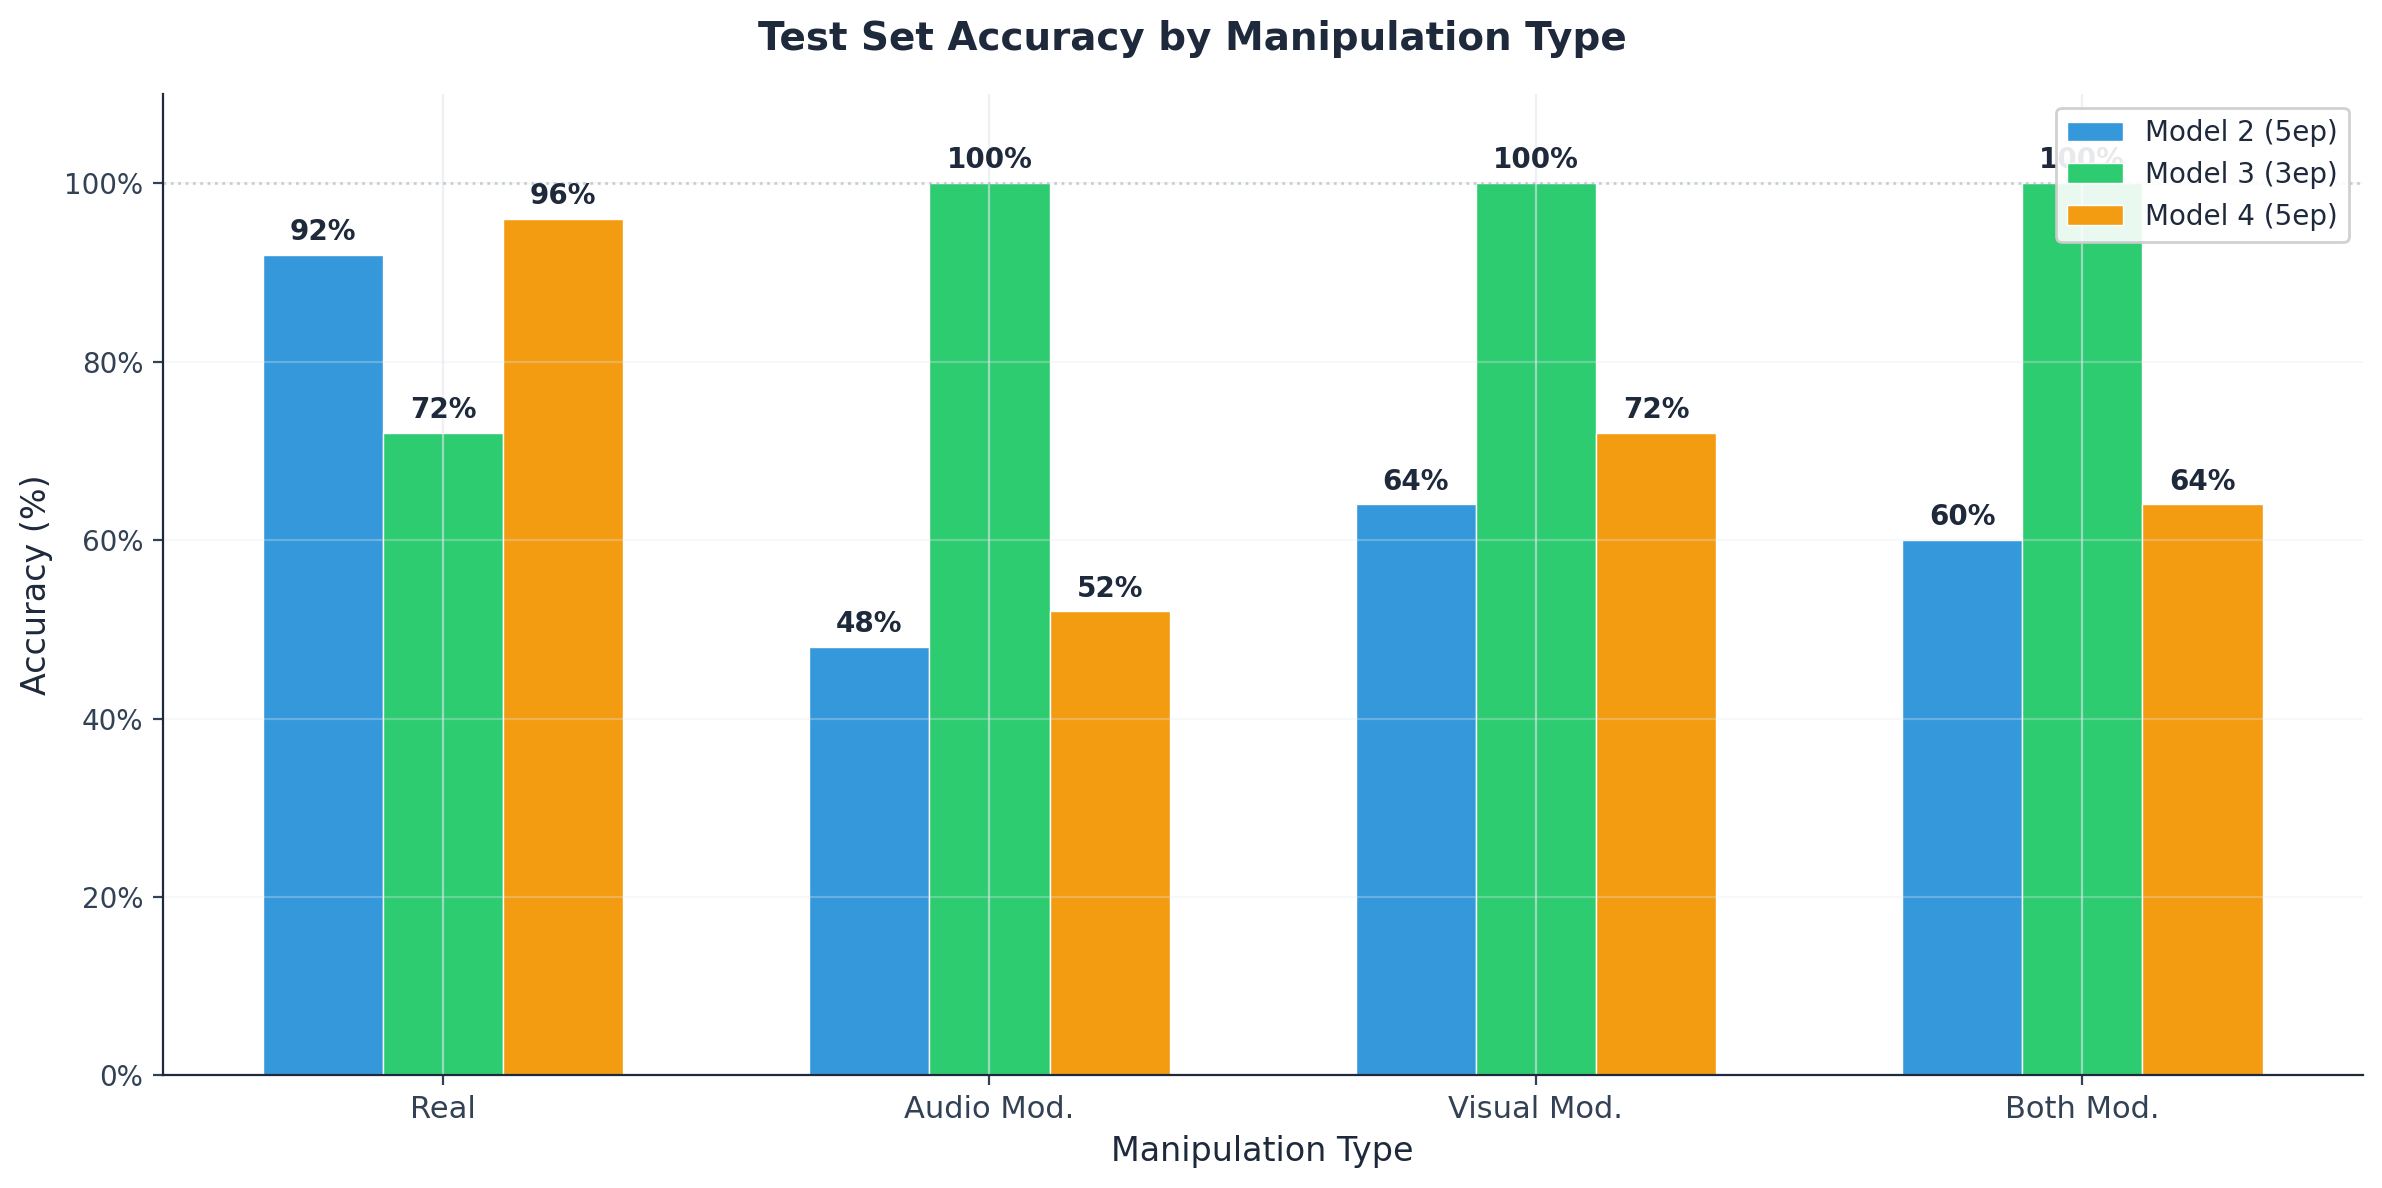 Test Set Accuracy by Manipulation Type
Model 2 (5ep)
Model 3 (3ep)
Model 4 (5ep)
Accuracy (%)
100%
80%
60%
40%
20%
0%
92%
72%
96%
48%
100%
52%
64%
100%
72%
60%
100%
64%
Real
Audio Mod.
Visual Mod.
Both Mod.
Manipulation Type